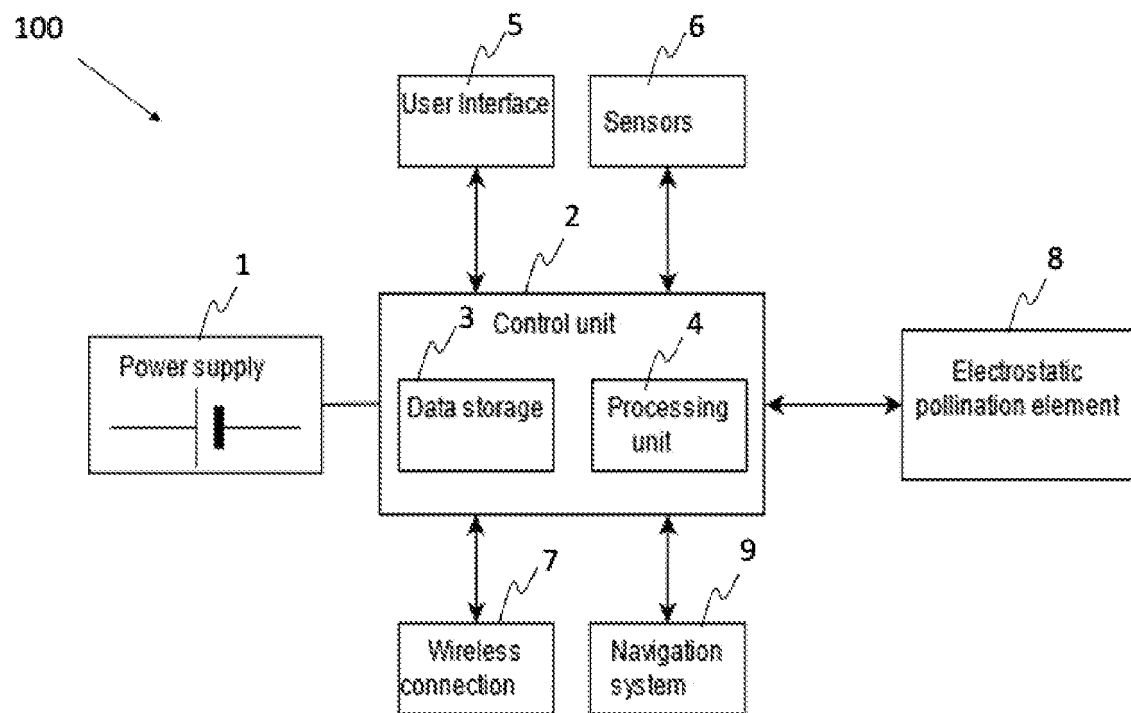 100
5
6
User Interface
Sensors
2
1
8
3
Control unit
4
Power supply
Electrostatic
pollination element
Data storage
Processing
unit
7
9
Wireless
connection
Navigation
system